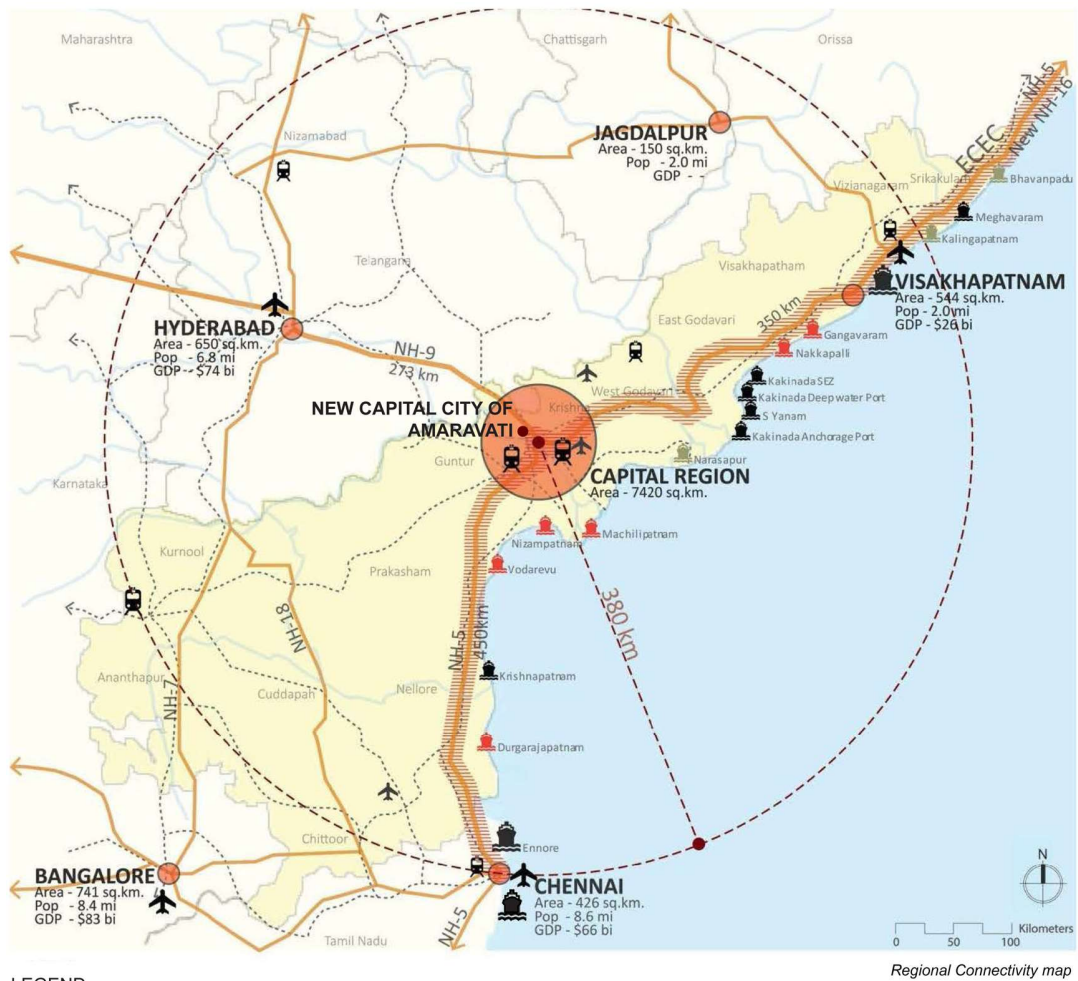 Maharashtra
Chattisgarh
Orissa
NH-5
New NH-16
ECEC
JAGDALPUR
Area - 150 sq.km.
Pop - 2.0 mi
GDP - -
Nizamabad
Vizianagaram
Srikakulam
Bhavanpadu
Meghavaram
Kalingapatnam
Telangana
Visakhapatham
VISAKHAPATNAM
Area - 544 sq.km.
Pop - 2.0 mi
GDP - $26 bi
HYDERABAD
Area - 650 sq.km.
Pop - 6.8 mi
GDP - $74 bi
350 km
East Godavari
Gangavaram
Nakkapalli
NH-9
273 km
Kakinada SEZ
Kakinada Deep water Port
S Yanam
Kakinada Anchorage Port
West Godavari
Krishna
NEW CAPITAL CITY OF
AMARAVATI
Guntur
Narasapur
CAPITAL REGION
Area - 7420 sq.km.
Karnataka
Machilipatnam
Nizampatnam
Vodarevu
Kurnool
Prakasham
380 km
NH-18
NH-5
450km
Krishnapatnam
Ananthapur
NH-7
Cuddapah
Nellore
Durgarajapatnam
Chittoor
Ennore
BANGALORE
Area - 741 sq.km.
Pop - 8.4 mi
GDP - $83 bi
CHENNAI
Area - 426 sq.km.
Pop - 8.6 mi
GDP - $66 bi
NH-5
Tamil Nadu
N
Kilometers
0 50 100
Regional Connectivity map
LEGEND